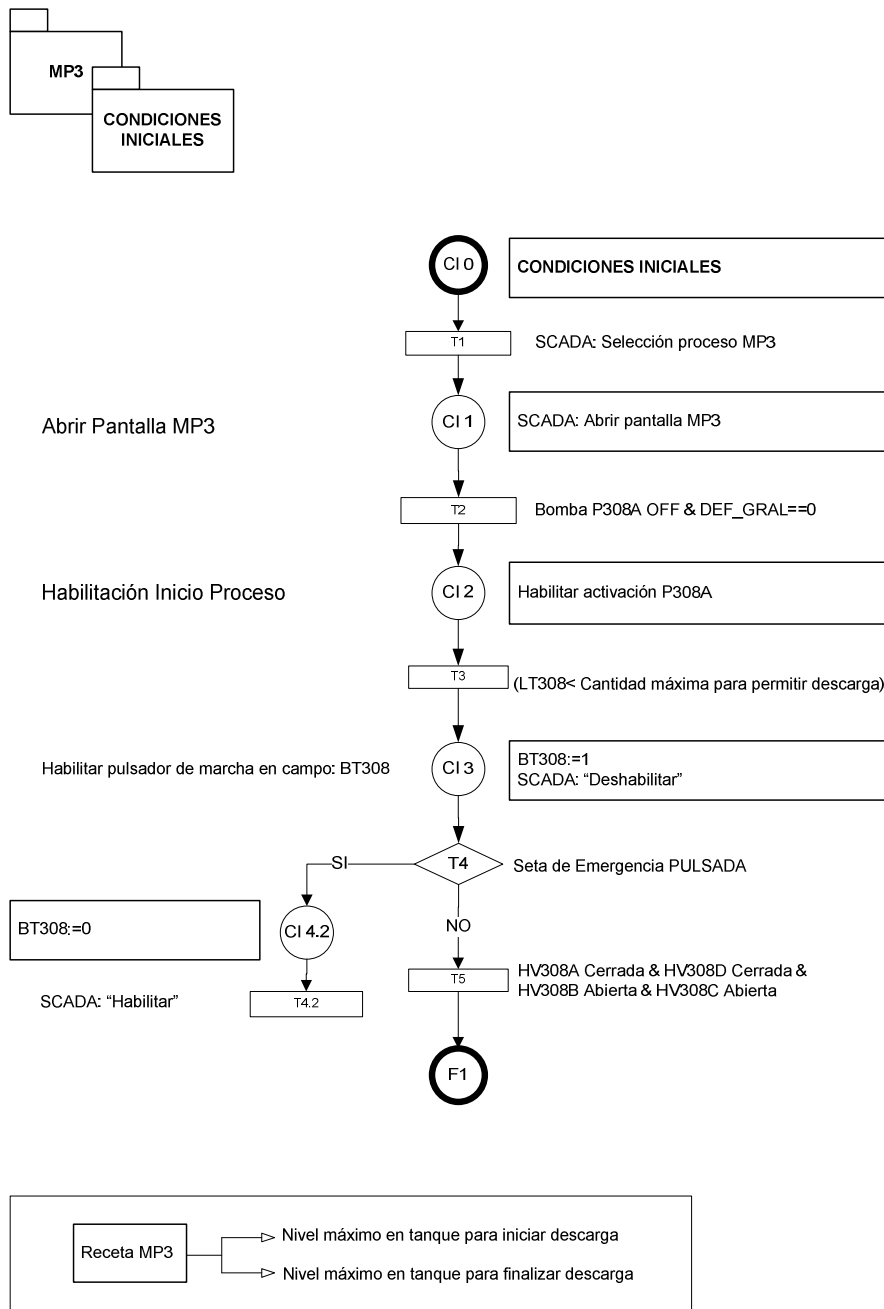 MP3
CONDICIONES
INICIALES
CI 0
CONDICIONES INICIALES
T1
SCADA: Selección proceso MP3
Abrir Pantalla MP3
CI 1
SCADA: Abrir pantalla MP3
T2
Bomba P308A OFF & DEF_GRAL==0
Habilitación Inicio Proceso
CI 2
Habilitar activación P308A
T3
(LT308< Cantidad máxima para permitir descarga)
Habilitar pulsador de marcha en campo: BT308
CI 3
BT308:=1
SCADA: “Deshabilitar”
SI
T4
Seta de Emergencia PULSADA
BT308:=0
CI 4.2
NO
SCADA: “Habilitar”
T4.2
T5
HV308A Cerrada & HV308D Cerrada &
HV308B Abierta & HV308C Abierta
F1
Receta MP3
Nivel máximo en tanque para iniciar descarga
Nivel máximo en tanque para finalizar descarga